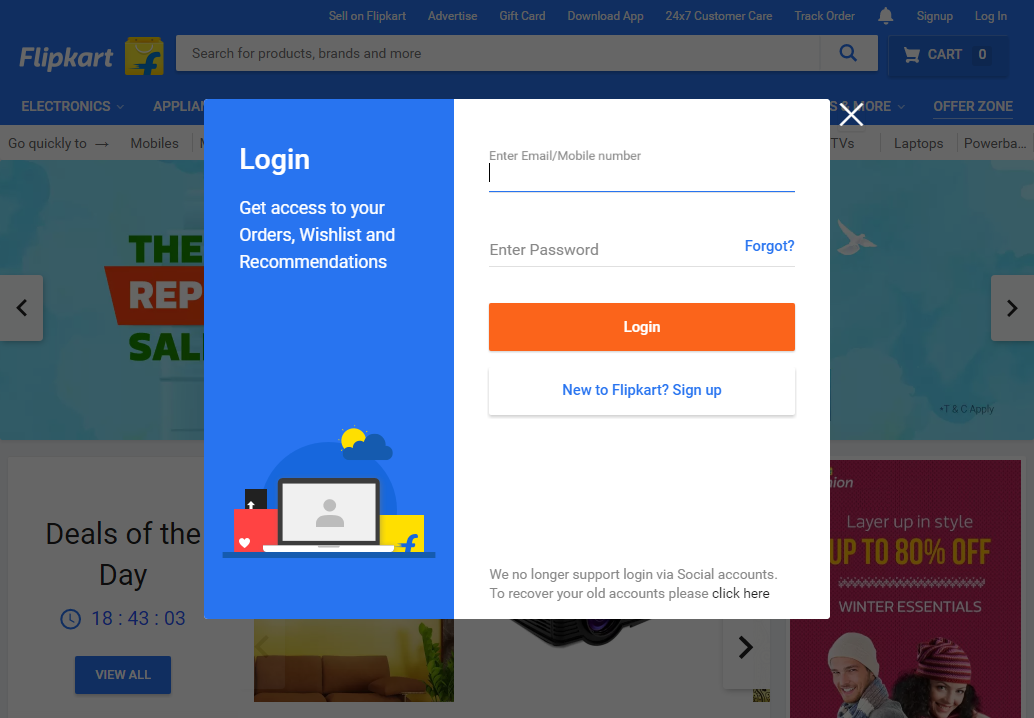 Sell on Flipkart Advertise Gift Card Download App 24x7 Customer Care Track Order Signup Log In
Flipkart
Search for products, brands and more
CART 0
ELECTRONICS
OFFER ZONE
Go quickly to → Mobiles TVs Laptops Powerba...
Login
Get access to your
Orders, Wishlist and
Recommendations
Enter Email/Mobile number
Enter Password
Forgot?
Login
New to Flipkart? Sign up
We no longer support login via Social accounts.
To recover your old accounts please click here
THE
REP
SAL
*T & C Apply
Deals of the
Day
18 : 43 : 03
VIEW ALL
Layer up in style
UP TO 80% OFF
WINTER ESSENTIALS